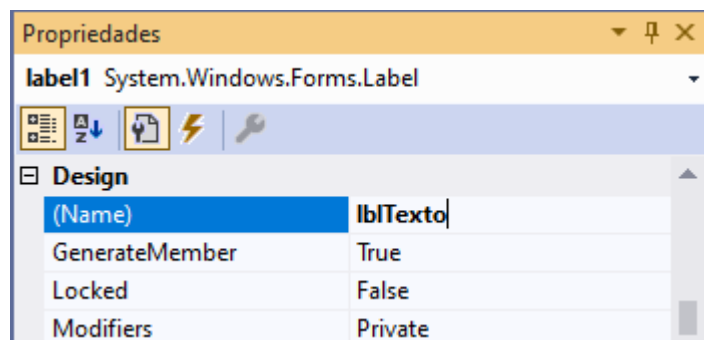 Propriedades
label1 System.Windows.Forms.Label
A
Z
Design
(Name) lblTexto
GenerateMember True
Locked False
Modifiers Private